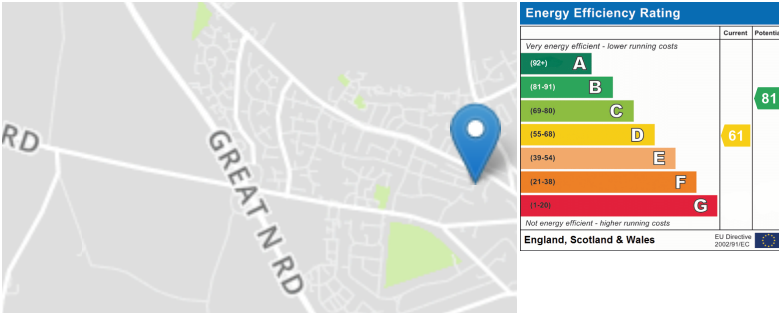 RD
GREAT N RD
Energy Efficiency Rating
Current Potentia
Very energy efficient - lower running costs
(92+) A
(81-91) B
81
(69-80) C
(55-68) D
61
(39-54) E
(21-38) F
(1-20) G
Not energy efficient - higher running costs
England, Scotland & Wales
EU Directive
2002/91/EC